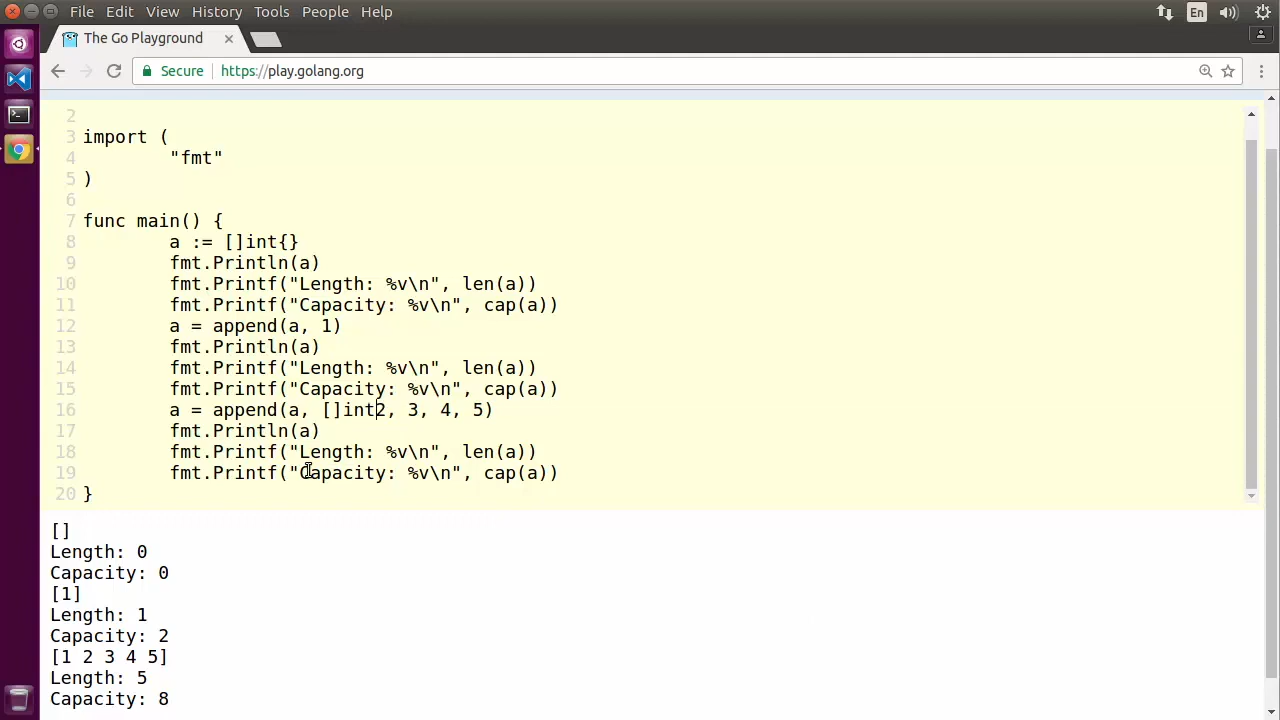 File Edit View History Tools People Help
En
The Go Playground
Secure https://play.golang.org
2
3 import (
4 "fmt"
5 )
6
7 func main() {
8 a := []int{}
9 fmt.Println(a)
10 fmt.Printf("Length: %v\n", len(a))
11 fmt.Printf("Capacity: %v\n", cap(a))
12 a = append(a, 1)
13 fmt.Println(a)
14 fmt.Printf("Length: %v\n", len(a))
15 fmt.Printf("Capacity: %v\n", cap(a))
16 a = append(a, []int2, 3, 4, 5)
17 fmt.Println(a)
18 fmt.Printf("Length: %v\n", len(a))
19 fmt.Printf("Capacity: %v\n", cap(a))
20 }
[]
Length: 0
Capacity: 0
[1]
Length: 1
Capacity: 2
[1 2 3 4 5]
Length: 5
Capacity: 8